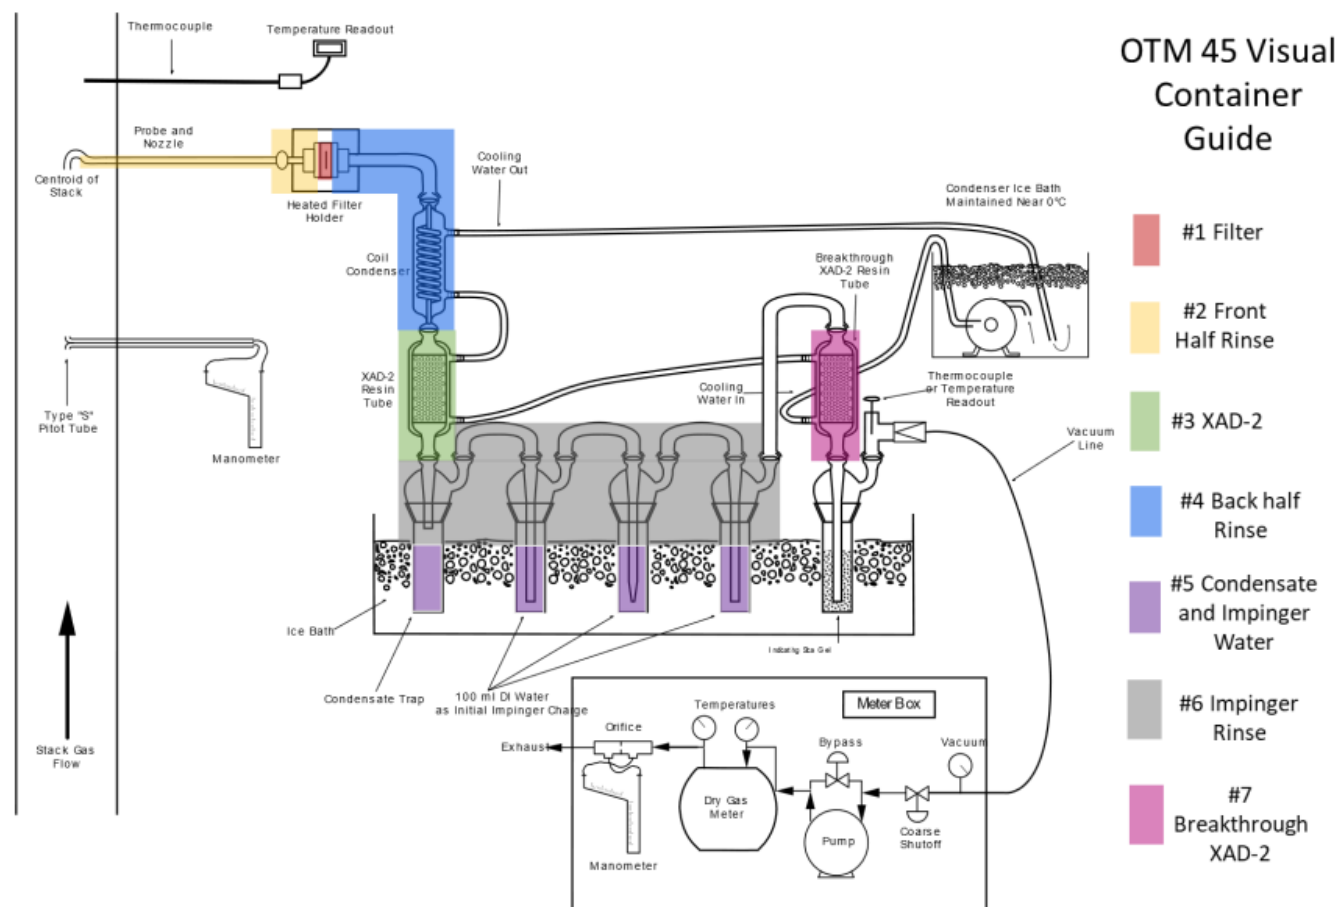 Thermocouple
Temperature Readout
OTM 45 Visual
Container
Guide
Probe and
Nozzle
Centroid of
Stack
Heated Filter
Holder
Cooling
Water Out
Condenser Ice Bath
Maintained Near 0°C
Coil
Condenser
Breakthrough
XAD-2 Resin
Tube
#1 Filter
#2 Front
Half Rinse
#3 XAD-2
#4 Back half
Rinse
#5 Condensate
and Impinger
Water
#6 Impinger
Rinse
#7
Breakthrough
XAD-2
XAD-2
Resin
Tube
Cooling
Water In
Thermocouple
or Temperature
Readout
Type "S"
Pitot Tube
Manometer
Vacuum
Line
Ice Bath
Condensate Trap
100 ml DI Water
as Initial Impinger Charge
Indicating Silica Gel
Stack Gas
Flow
Meter Box
Temperatures
Orifice
Exhaust
Bypass
Vacuum
Dry Gas
Meter
Pump
Coarse
Shutoff
Manometer